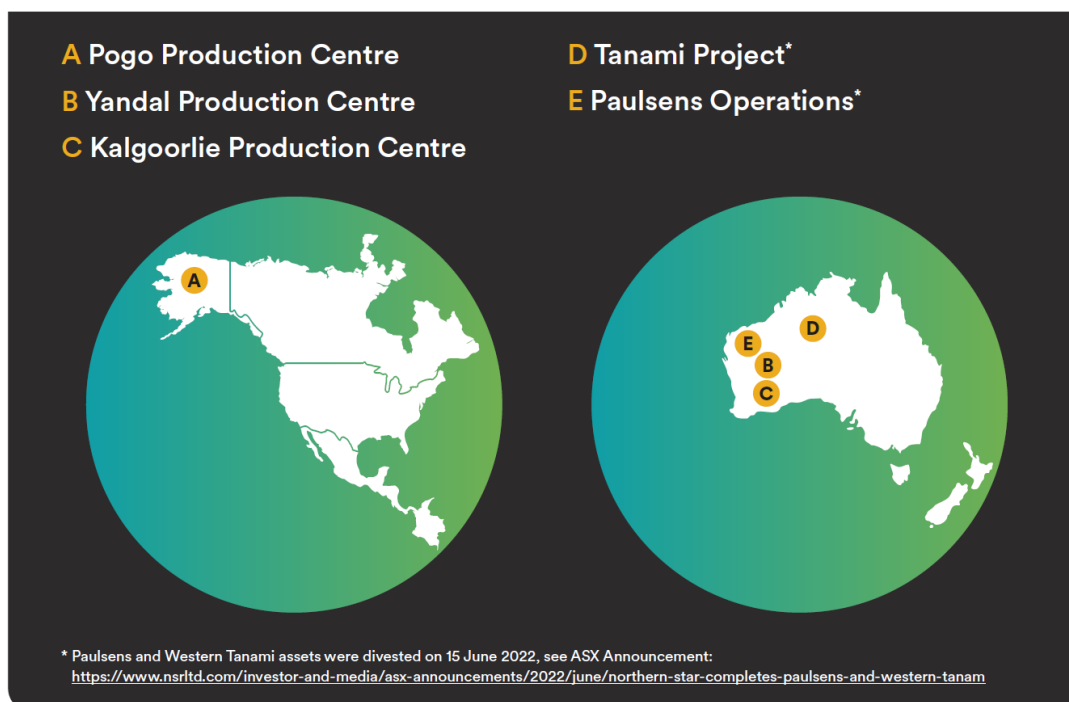 A Pogo Production Centre
B Yandal Production Centre
C Kalgoorlie Production Centre
D Tanami Project*
E Paulsens Operations*
A
D
E
B
C
* Paulsens and Western Tanami assets were divested on 15 June 2022, see ASX Announcement:
https://www.nsrltd.com/investor-and-media/asx-announcements/2022/june/northern-star-completes-paulsens-and-western-tanam